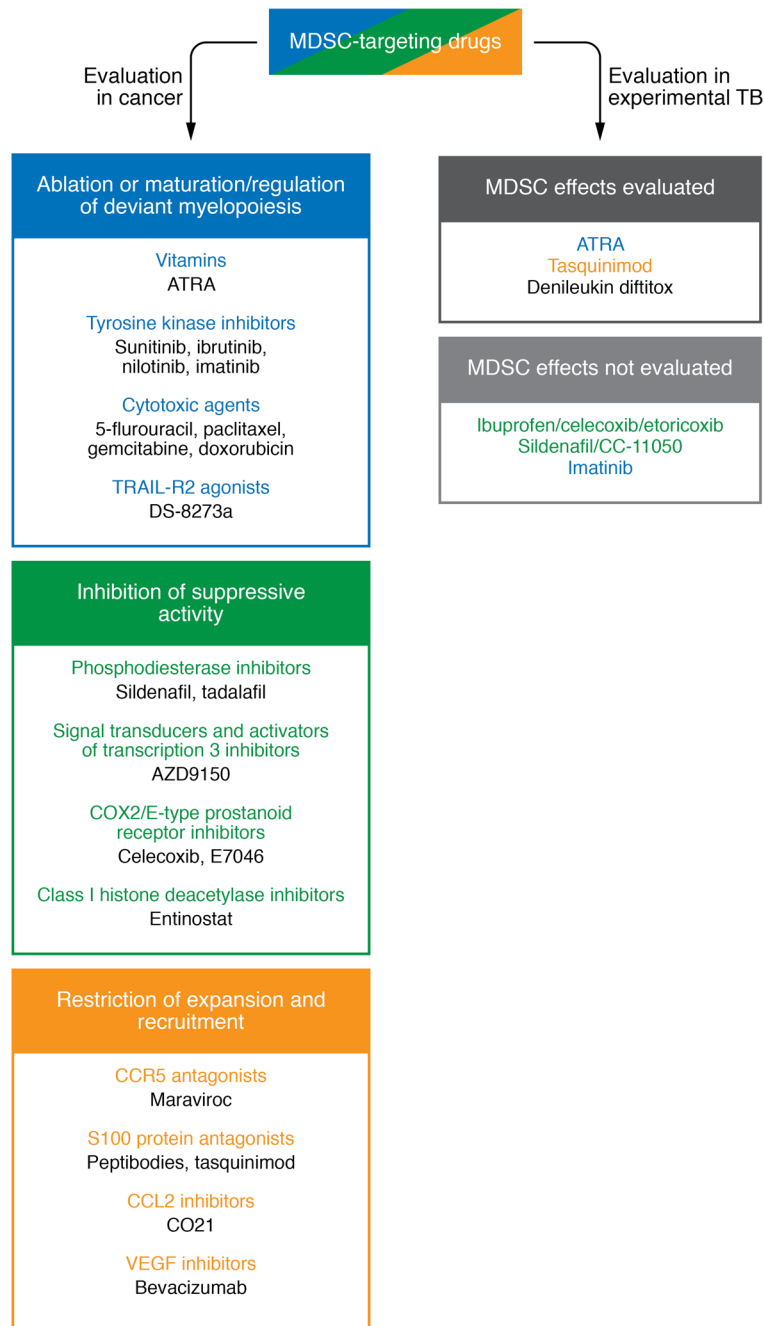 MDSC-targeting drugs
Evaluation
in cancer
Evaluation in
experimental TB
Ablation or maturation/regulation
of deviant myelopoiesis
Vitamins
ATRA
Tyrosine kinase inhibitors
Sunitinib, ibrutinib,
nilotinib, imatinib
Cytotoxic agents
5-flurouracil, paclitaxel,
gemcitabine, doxorubicin
TRAIL-R2 agonists
DS-8273a
Inhibition of suppressive
activity
Phosphodiesterase inhibitors
Sildenafil, tadalafil
Signal transducers and activators
of transcription 3 inhibitors
AZD9150
COX2/E-type prostanoid
receptor inhibitors
Celecoxib, E7046
Class I histone deacetylase inhibitors
Entinostat
Restriction of expansion and
recruitment
CCR5 antagonists
Maraviroc
S100 protein antagonists
Peptibodies, tasquinimod
CCL2 inhibitors
CO21
VEGF inhibitors
Bevacizumab
MDSC effects evaluated
ATRA
Tasquinimod
Denileukin diftitox
MDSC effects not evaluated
Ibuprofen/celecoxib/etoricoxib
Sildenafil/CC-11050
Imatinib